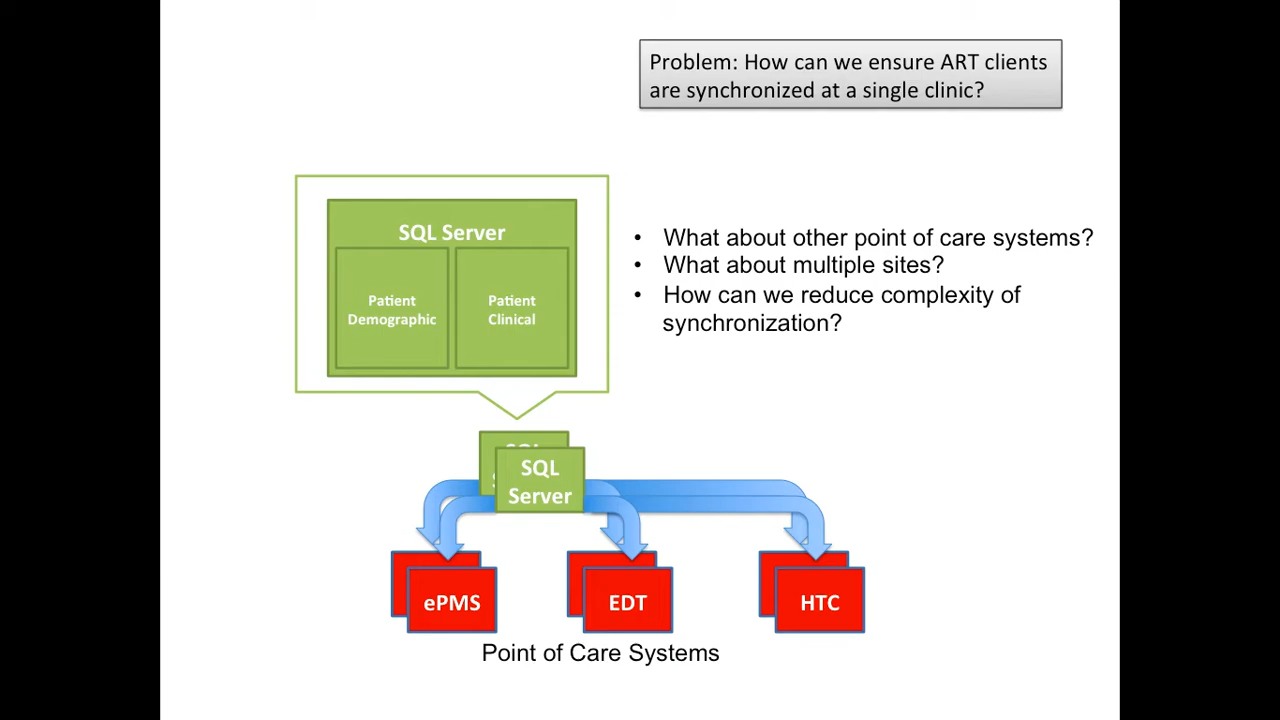 Problem: How can we ensure ART clients
are synchronized at a single clinic?
SQL Server
Patient
Demographic
Patient
Clinical
• What about other point of care systems?
• What about multiple sites?
• How can we reduce complexity of
synchronization?
SQL
SQL
Server
ePMS
EDT
HTC
Point of Care Systems